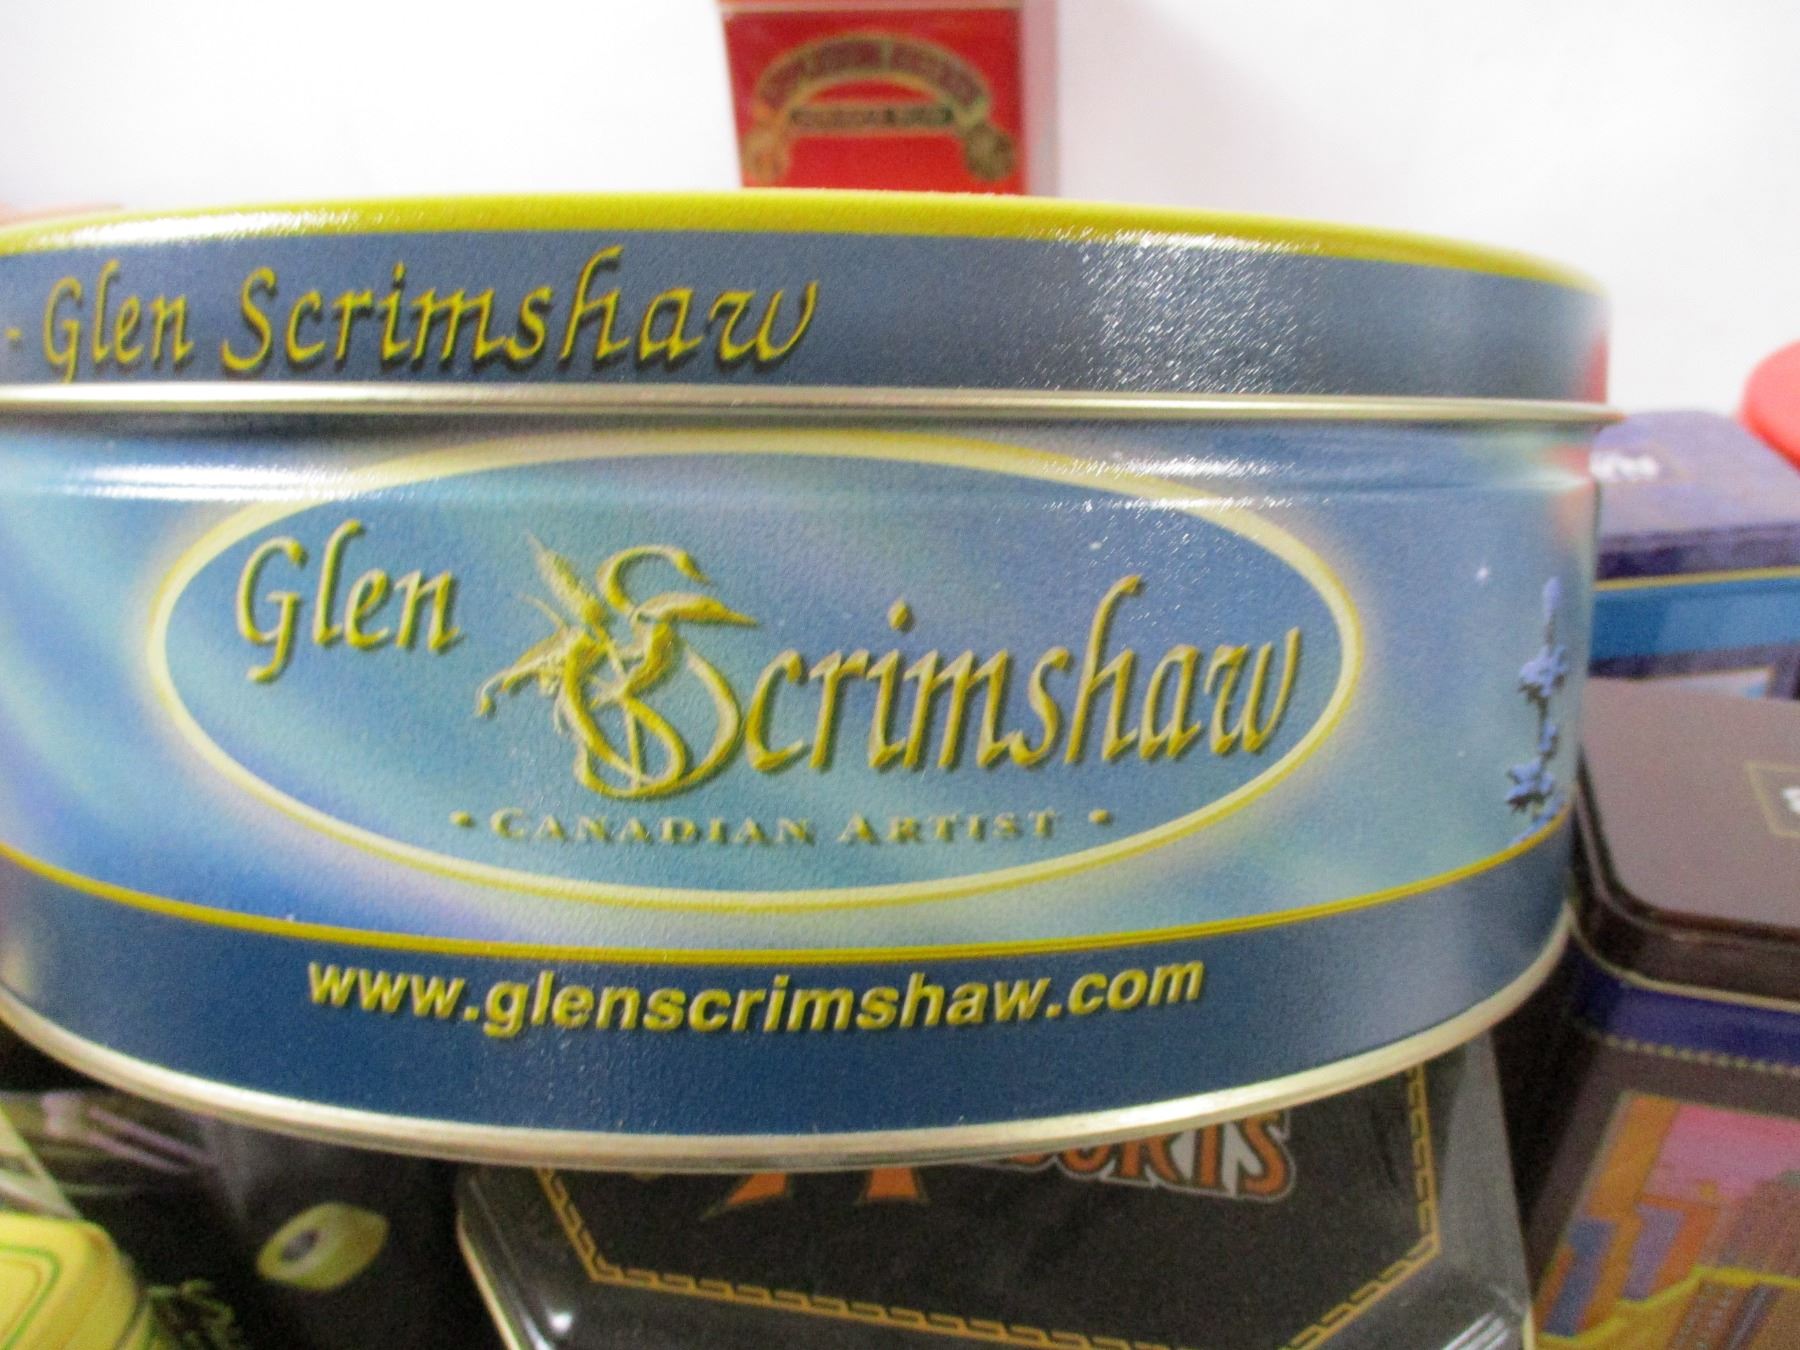 - Glen Scrimshaw
Glen Scrimshaw
• CANADIAN ARTIST •
www.glenscrimshaw.com